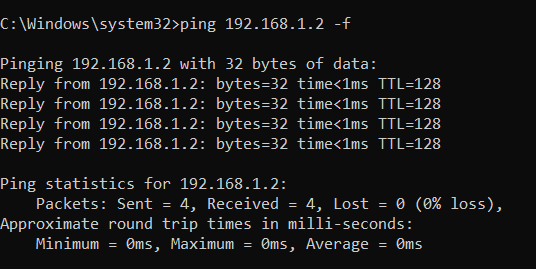 C:\Windows\system32>ping 192.168.1.2 -f
Pinging 192.168.1.2 with 32 bytes of data:
Reply from 192.168.1.2: bytes=32 time<1ms TTL=128
Reply from 192.168.1.2: bytes=32 time<1ms TTL=128
Reply from 192.168.1.2: bytes=32 time<1ms TTL=128
Reply from 192.168.1.2: bytes=32 time<1ms TTL=128
Ping statistics for 192.168.1.2:
Packets: Sent = 4, Received = 4, Lost = 0 (0% loss),
Approximate round trip times in milli-seconds:
Minimum = 0ms, Maximum = 0ms, Average = 0ms